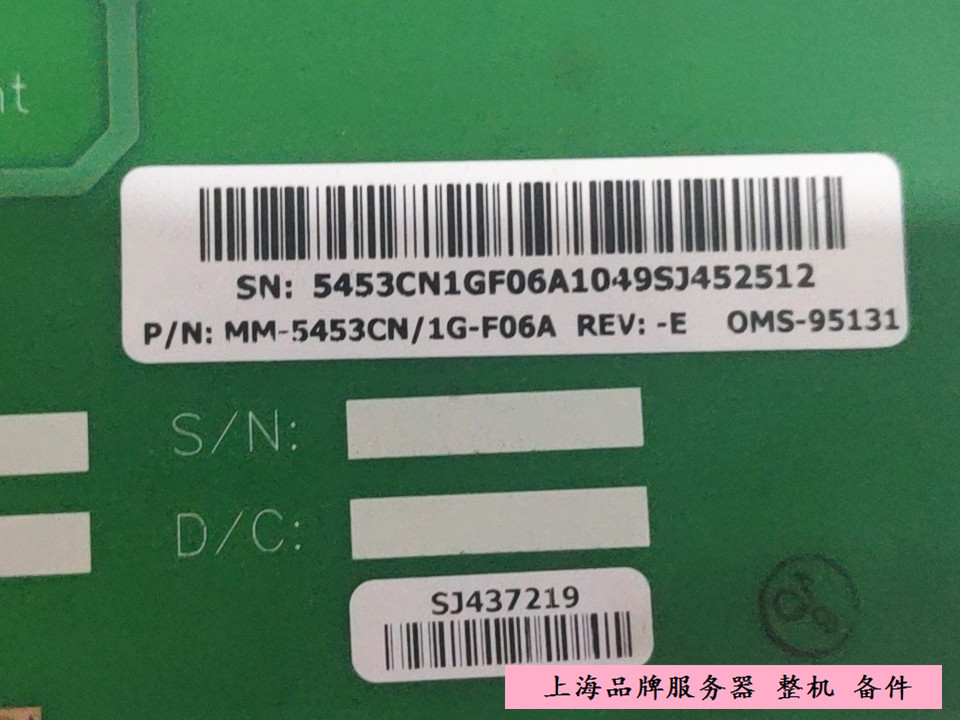 nt
SN: 5453CN1GF06A1049SJ452512
P/N: MM-5453CN/1G-F06A REV: -E OMS-95131
S/N:
D/C:
SJ437219
上海品牌服务器 整机 备件